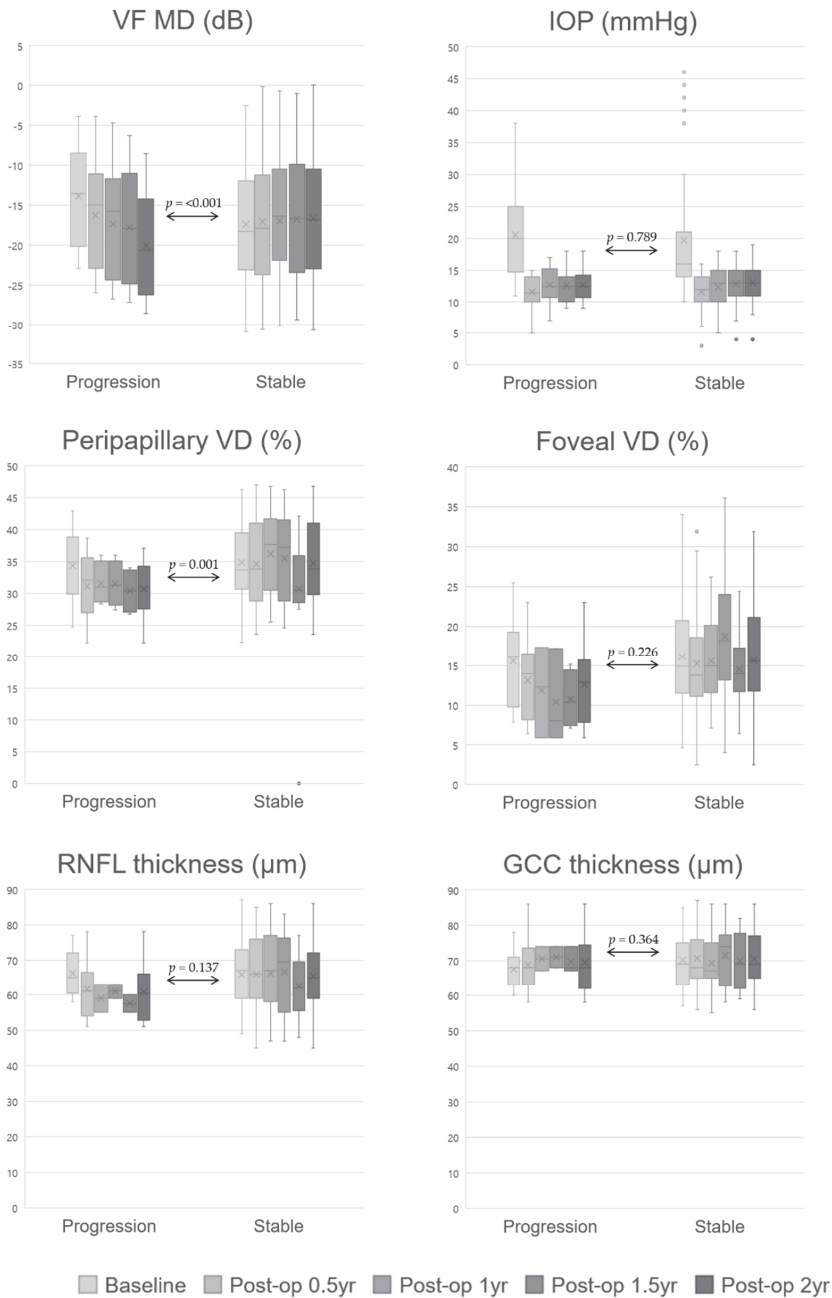 VF MD (dB)
5
0
-5
-10
-15
-20
-25
-30
-35
p = <0.001
Progression
Stable
IOP (mmHg)
50
45
40
35
30
25
20
15
10
5
0
p = 0.789
Progression
Stable
Peripapillary VD (%)
50
45
40
35
30
25
20
15
10
5
0
p = 0.001
Progression
Stable
Foveal VD (%)
40
35
30
25
20
15
10
5
0
p = 0.226
Progression
Stable
RNFL thickness (μm)
90
80
70
60
50
40
30
20
10
0
p = 0.137
Progression
Stable
GCC thickness (μm)
90
80
70
60
50
40
30
20
10
0
p = 0.364
Progression
Stable
Baseline Post-op 0.5yr Post-op 1yr Post-op 1.5yr Post-op 2yr